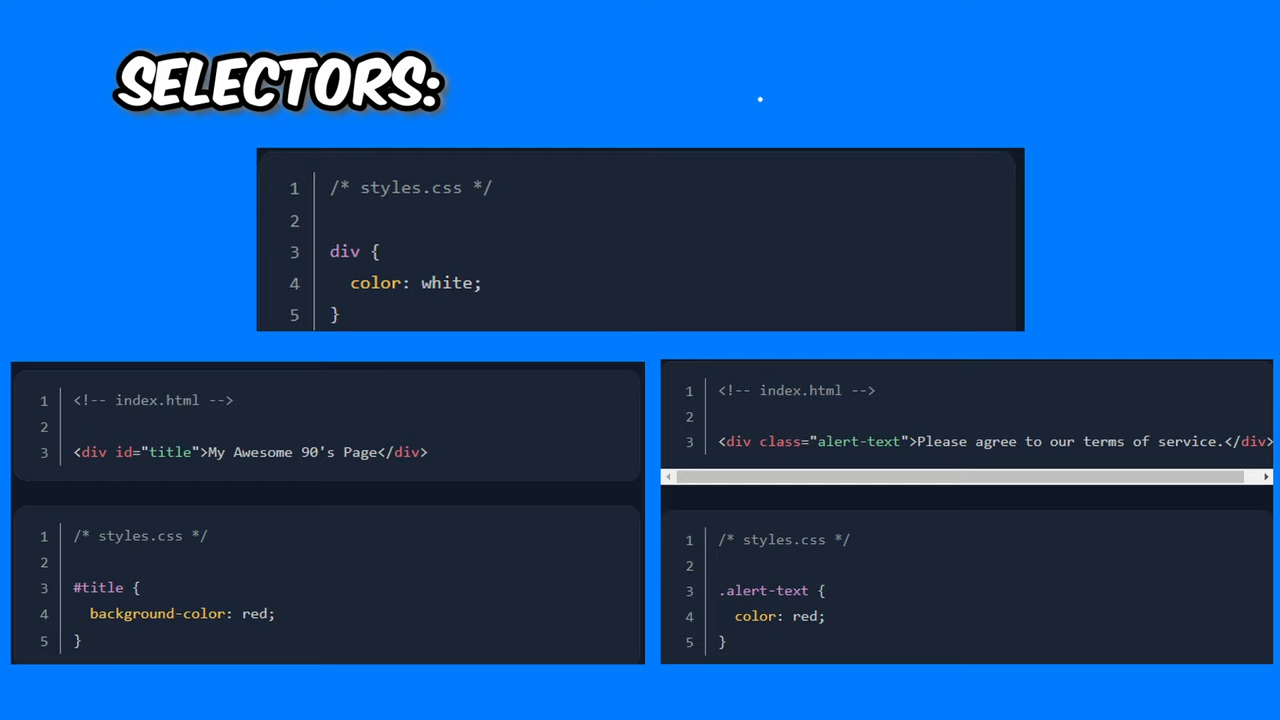 SELECTORS:
1 /* styles.css */
2
3 div {
4 color: white;
5 }
1 <!-- index.html -->
2
3 <div id="title">My Awesome 90's Page</div>
1 /* styles.css */
2
3 #title {
4 background-color: red;
5 }
1 <!-- index.html -->
2
3 <div class="alert-text">Please agree to our terms of service.</div>
1 /* styles.css */
2
3 .alert-text {
4 color: red;
5 }